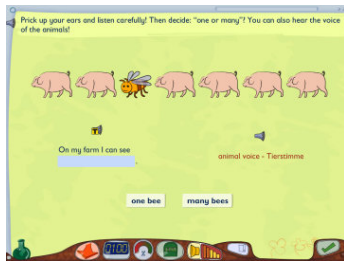 Prick up your ears and listen carefully! Then decide: "one or many"? You can also hear the voice
of the animals!
On my farm I can see
.
animal voice - Tierstimme
one bee
many bees